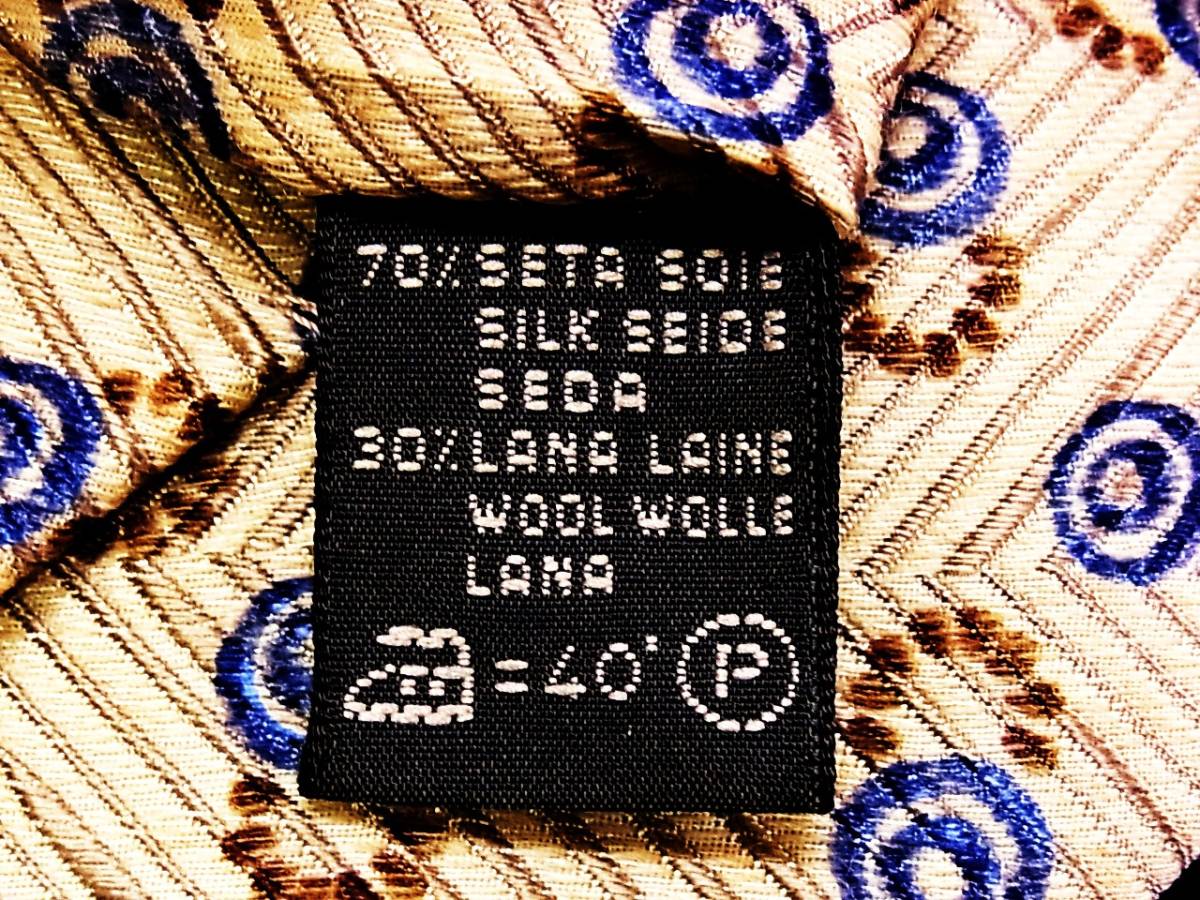 70% SETA SOIE
SILK SEIDE
SEDA
30% LANA LAINE
WOOL WOLLE
LANA
=40° P